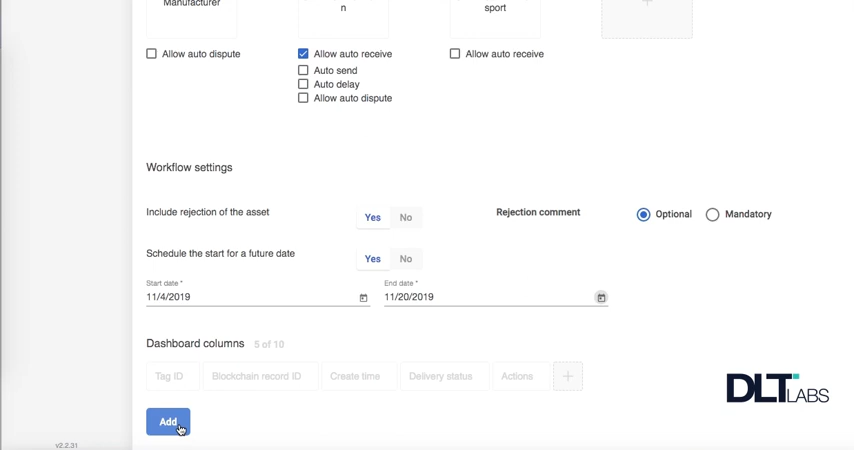 Manufacturer
n
sport
Allow auto dispute
Allow auto receive
Allow auto receive
Auto send
Auto delay
Allow auto dispute
Workflow settings
Include rejection of the asset
Yes No
Rejection comment
Optional
Mandatory
Schedule the start for a future date
Yes No
Start date *
End date *
11/4/2019
11/20/2019
Dashboard columns 5 of 10
Tag ID
Blockchain record ID
Create time
Delivery status
Actions
+
DLT LABS
Add
v2.2.31